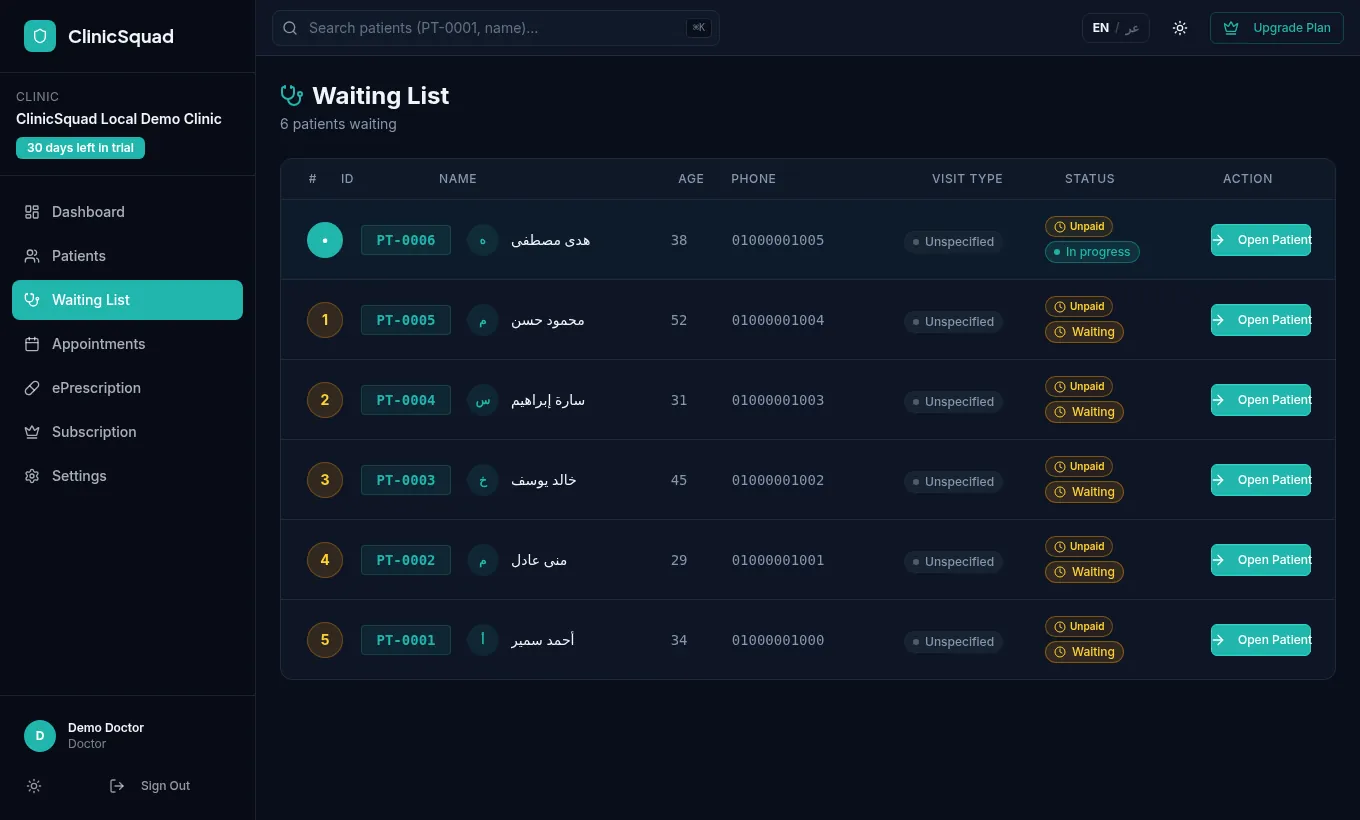 ClinicSquad
Search patients (PT-0001, name)...
⌘K
EN / عر
Upgrade Plan
CLINIC
ClinicSquad Local Demo Clinic
30 days left in trial
Dashboard
Patients
Waiting List
Appointments
ePrescription
Subscription
Settings
Demo Doctor
D
Doctor
Sign Out
Waiting List
6 patients waiting
# ID NAME AGE PHONE VISIT TYPE STATUS ACTION
• PT-0006 ه هدى مصطفى 38 01000001005 Unspecified Unpaid In progress Open Patient
1 PT-0005 م محمود حسن 52 01000001004 Unspecified Unpaid Waiting Open Patient
2 PT-0004 س سارة إبراهيم 31 01000001003 Unspecified Unpaid Waiting Open Patient
3 PT-0003 خ خالد يوسف 45 01000001002 Unspecified Unpaid Waiting Open Patient
4 PT-0002 م منى عادل 29 01000001001 Unspecified Unpaid Waiting Open Patient
5 PT-0001 أ أحمد سمير 34 01000001000 Unspecified Unpaid Waiting Open Patient